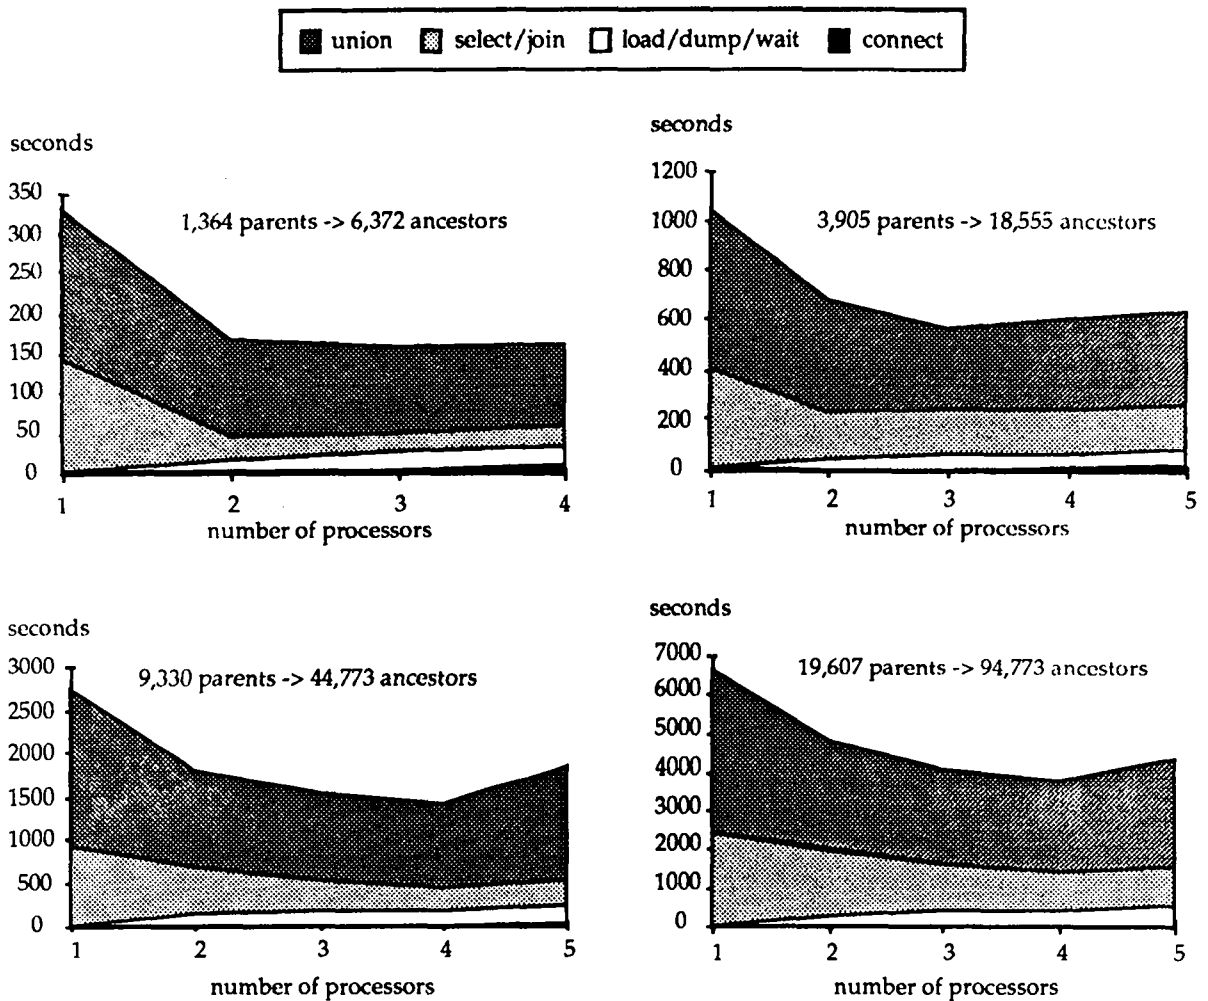 union select/join load/dump/wait connect
seconds
350
300
250
200
150
100
50
0
1,364 parents -> 6,372 ancestors
1 2 3 4
number of processors
seconds
1200
1000
800
600
400
200
0
3,905 parents -> 18,555 ancestors
1 2 3 4 5
number of processors
seconds
3000
2500
2000
1500
1000
500
0
9,330 parents -> 44,773 ancestors
1 2 3 4 5
number of processors
seconds
7000
6000
5000
4000
3000
2000
1000
0
19,607 parents -> 94,773 ancestors
1 2 3 4 5
number of processors